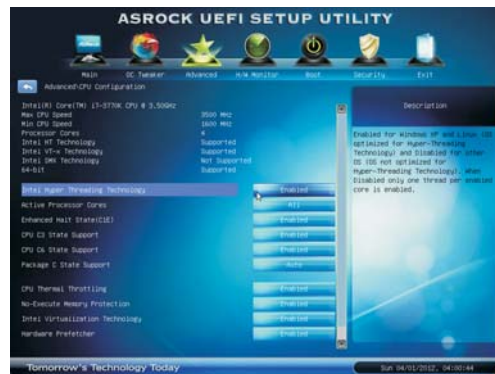 ASROCK UEFI SETUP UTILITY
Main OC Tweaker Advanced H/W Monitor Boot Security Exit
Advanced\CPU Configuration
Description
Intel(R) Core(TM) i7-3770K CPU @ 3.50GHz
Max CPU Speed 3500 MHz
Min CPU Speed 1600 MHz
Processor Cores 4
Intel HT Technology Supported
Intel VT-x Technology Supported
Intel SMX Technology Not Supported
64-bit Supported
Enabled for Windows XP and Linux (OS
optimized for Hyper-Threading
Technology) and Disabled for other
OS (OS not optimized for
Hyper-Threading Technology). When
Disabled only one thread per enabled
core is enabled.
Intel Hyper Threading Technology Enabled
Active Processor Cores All
Enhanced Halt State(C1E) Enabled
CPU C3 State Support Enabled
CPU C6 State Support Enabled
Package C State Support Auto
CPU Thermal Throttling Enabled
No-Execute Memory Protection Enabled
Intel Virtualization Technology Enabled
Hardware Prefetcher Enabled
Tomorrow's Technology Today
Sun 04/01/2012, 04:00:44